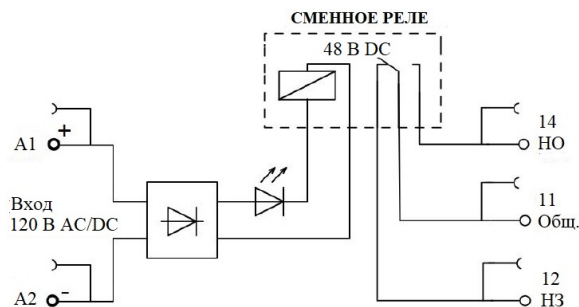 СМЕННОЕ РЕЛЕ
48 В DC
A1
+
14
НО
Вход
120 В AC/DC
11
Общ.
A2
-
12
НЗ